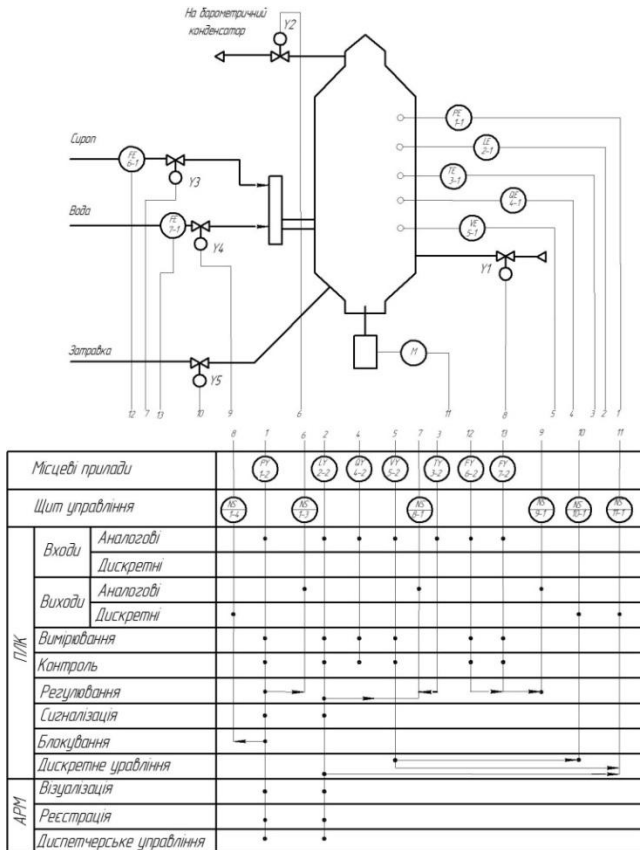 На барометричний
конденсатор
Y2
PE
1-1
LE
2-1
Сироп
FE
6-1
TE
3-1
Y3
QE
4-1
Вода
FE
7-1
VE
5-1
Y4
Y1
Затравка
M
Y5
12 7 13 10 9 6 11 8 5 4 3 2 1
8 1 6 2 4 5 7 3 12 13 9 10 11
Місцеві прилади
PY
1-2
LY
2-2
QY
4-2
VY
5-2
TY
3-2
FY
6-2
FY
7-2
Щит управління
NS
1-4
NS
1-3
NS
8-1
NS
9-1
NS
10-1
NS
11-1
ПЛК
Входи
Аналогові
Дискретні
Виходи
Аналогові
Дискретні
Вимірювання
Контроль
Регулювання
Сигналізація
Блокування
Дискретне уравління
АРМ
Візуалізація
Реєстрація
Диспетчерське управління